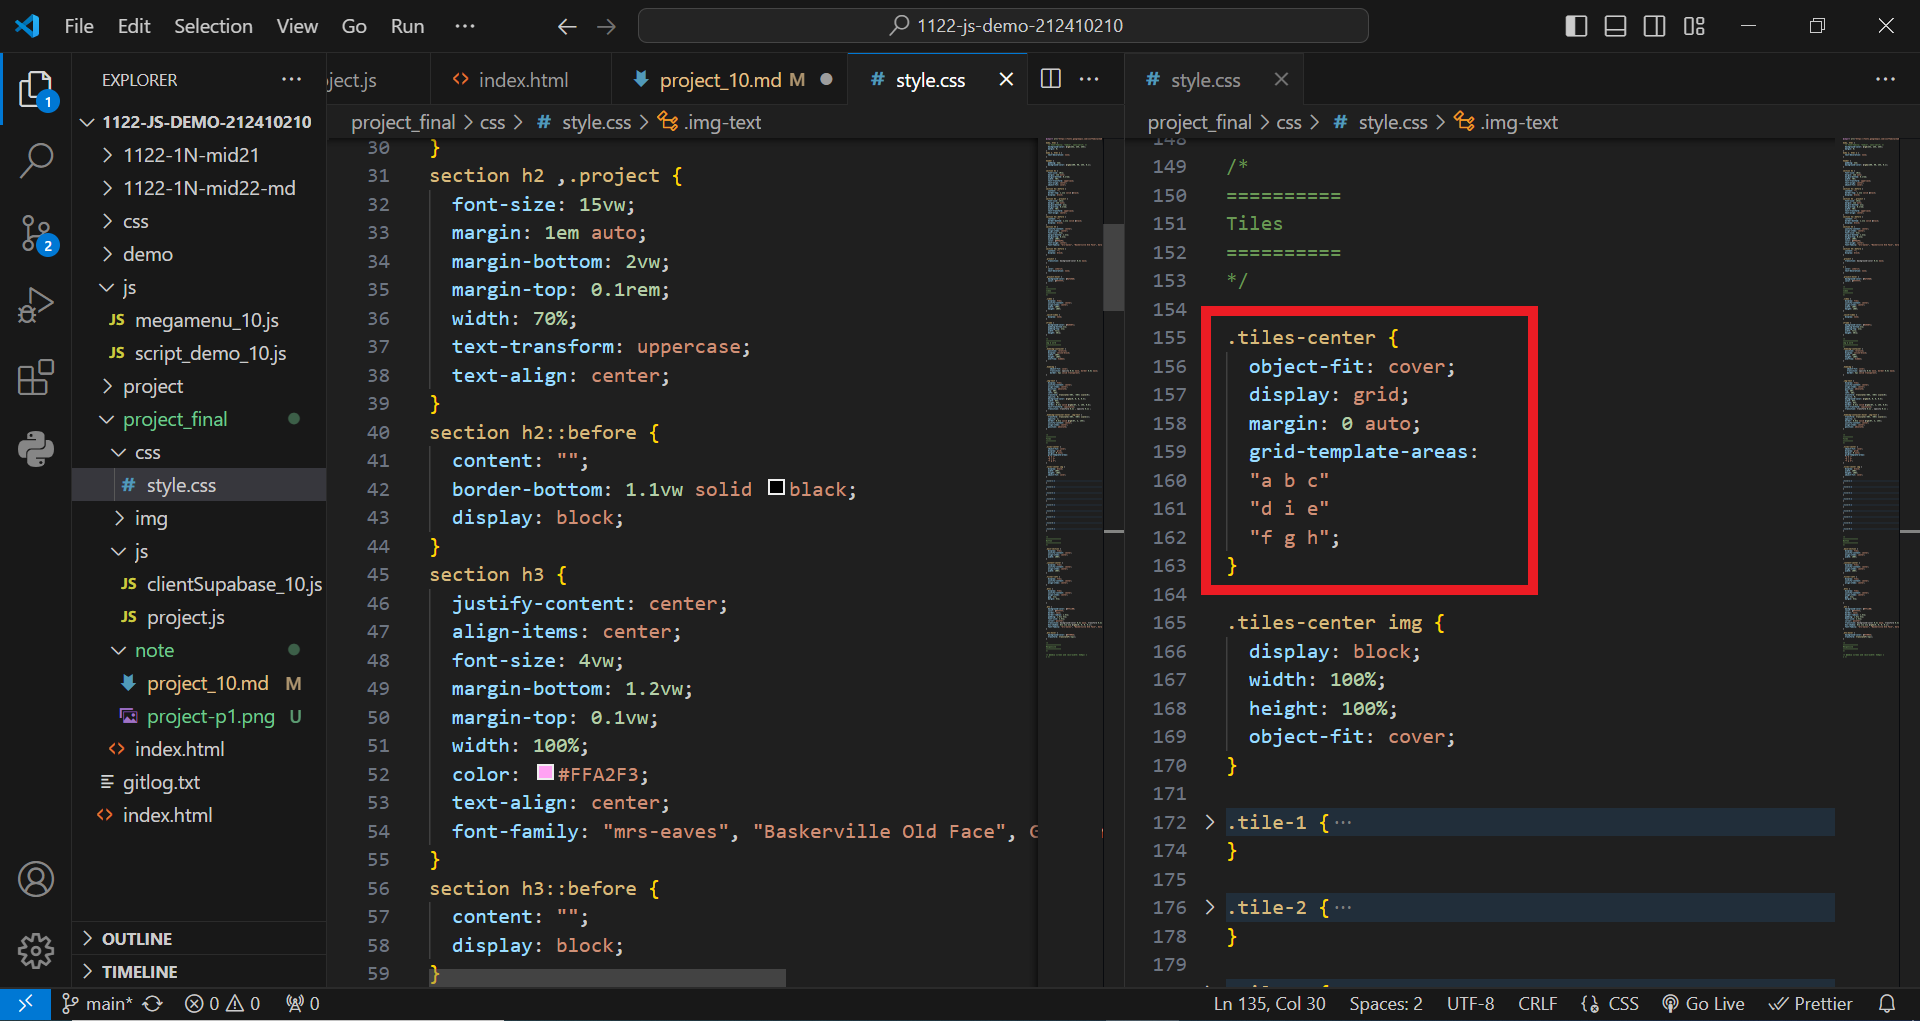 File Edit Selection View Go Run ···
1122-js-demo-212410210
EXPLORER ···
1122-JS-DEMO-212410210
1122-1N-mid21
1122-1N-mid22-md
css
demo
js
JS megamenu_10.js
JS script_demo_10.js
project
project_final
css
# style.css
img
js
JS clientSupabase_10.js
JS project.js
note
project_10.md M
project-p1.png U
<> index.html
gitlog.txt
<> index.html
OUTLINE
TIMELINE
1
2
ject.js
<> index.html
project_10.md M
# style.css
project_final > css > # style.css > .img-text
30 }
31 section h2 ,.project {
32 font-size: 15vw;
33 margin: 1em auto;
34 margin-bottom: 2vw;
35 margin-top: 0.1rem;
36 width: 70%;
37 text-transform: uppercase;
38 text-align: center;
39 }
40 section h2::before {
41 content: "";
42 border-bottom: 1.1vw solid black;
43 display: block;
44 }
45 section h3 {
46 justify-content: center;
47 align-items: center;
48 font-size: 4vw;
49 margin-bottom: 1.2vw;
50 margin-top: 0.1vw;
51 width: 100%;
52 color: #FFA2F3;
53 text-align: center;
54 font-family: "mrs-eaves", "Baskerville Old Face",
55 }
56 section h3::before {
57 content: "";
58 display: block;
59 }
# style.css
project_final > css > # style.css > .img-text
148
149 /*
150 ==========
151 Tiles
152 ==========
153 */
154
155 .tiles-center {
156 object-fit: cover;
157 display: grid;
158 margin: 0 auto;
159 grid-template-areas:
160 "a b c"
161 "d i e"
162 "f g h";
163 }
164
165 .tiles-center img {
166 display: block;
167 width: 100%;
168 height: 100%;
169 object-fit: cover;
170 }
171
172 .tile-1 {···
174 }
175
176 .tile-2 {···
178 }
179
main* 0 0 0
Ln 135, Col 30 Spaces: 2 UTF-8 CRLF {} CSS Go Live Prettier